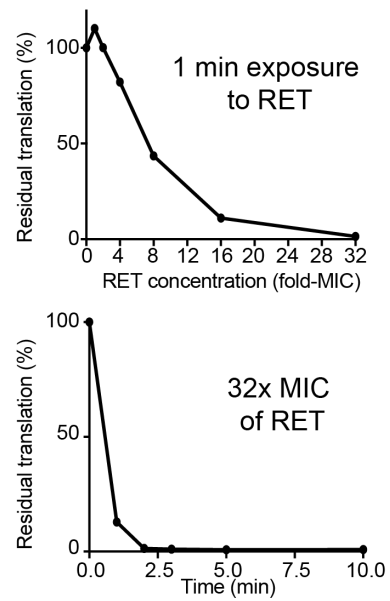 Residual translation (%)
100
50
0
1 min exposure
to RET
0 4 8 12 16 20 24 28 32
RET concentration (fold-MIC)
Residual translation (%)
100
50
0
32x MIC
of RET
0.0 2.5 5.0 7.5 10.0
Time (min)